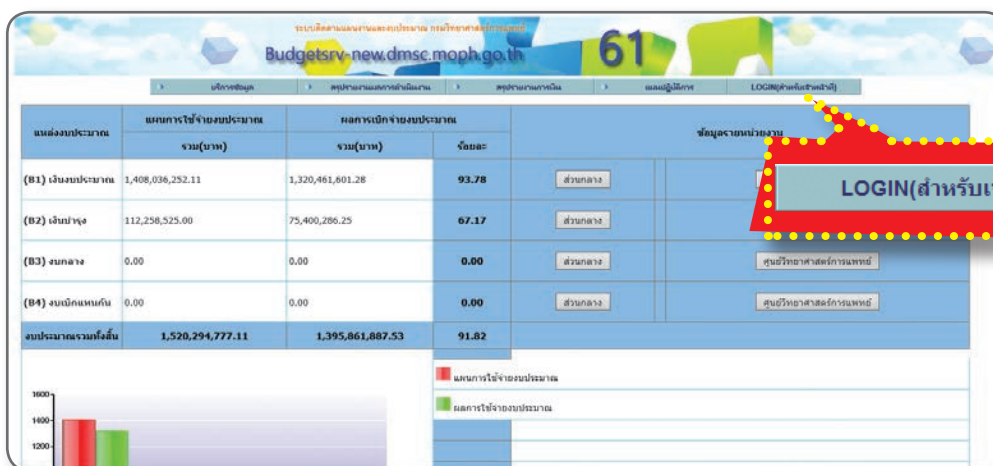 ระบบติดตามแผนงานและงบประมาณ กรมวิทยาศาสตร์การแพทย์
Budgetsrv-new.dmsc.moph.go.th 61
บริการข้อมูล สรุปรายงานผลการดำเนินงาน สรุปรายงานการเงิน แผนปฏิบัติการ LOGIN(สำหรับเจ้าหน้าที่)
แหล่งงบประมาณ แผนการใช้จ่ายงบประมาณ ผลการเบิกจ่ายงบประมาณ ข้อมูลรายหน่วยงาน
รวม(บาท) รวม(บาท) ร้อยละ
(B1) เงินงบประมาณ 1,408,036,252.11 1,320,461,601.28 93.78 ส่วนกลาง
LOGIN(สำหรับเ
(B2) เงินบำรุง 112,258,525.00 75,400,286.25 67.17 ส่วนกลาง
(B3) งบกลาง 0.00 0.00 0.00 ส่วนกลาง ศูนย์วิทยาศาสตร์การแพทย์
(B4) งบเบิกแทนกัน 0.00 0.00 0.00 ส่วนกลาง ศูนย์วิทยาศาสตร์การแพทย์
งบประมาณรวมทั้งสิ้น 1,520,294,777.11 1,395,861,887.53 91.82
แผนการใช้จ่ายงบประมาณ
ผลการใช้จ่ายงบประมาณ
1600
1400
1200